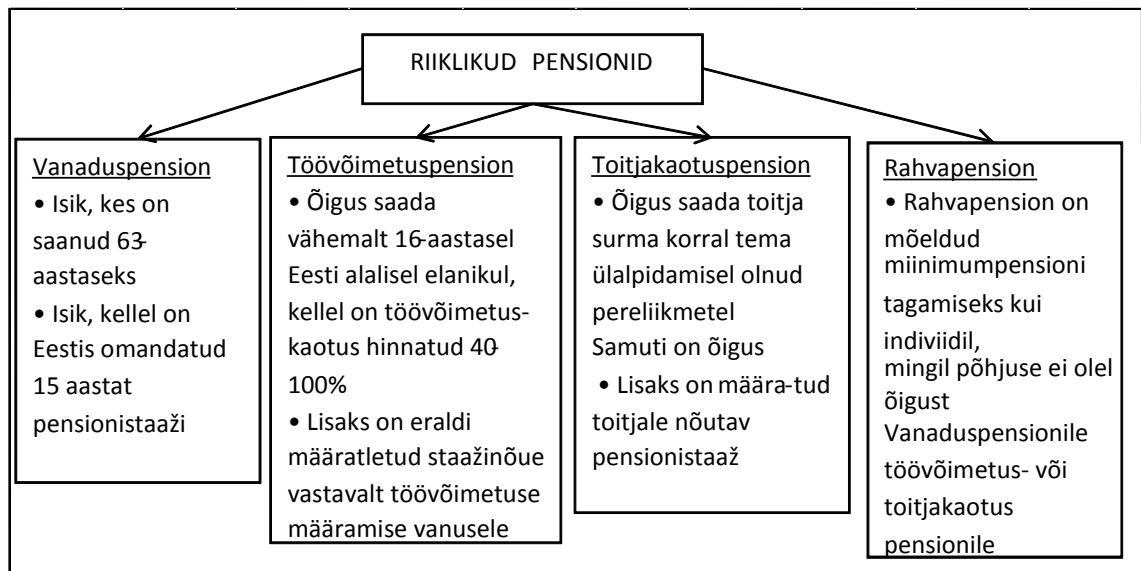 RIIKLIKUD PENSIONID
Vanaduspension
• Isik, kes on
saanud 63-
aastaseks
• Isik, kellel on
Eestis omandatud
15 aastat
pensionistaaži
Töövõimetuspension
• Õigus saada
vähemalt 16-aastasel
Eesti alalisel elanikul,
kellel on töövõimetus-
kaotus hinnatud 40-
100%
• Lisaks on eraldi
määratletud staažinõue
vastavalt töövõimetuse
määramise vanusele
Toitjakaotuspension
• Õigus saada toitja
surma korral tema
ülalpidamisel olnud
pereliikmetel
Samuti on õigus
• Lisaks on määra-tud
toitjale nõutav
pensionistaaž
Rahvapension
• Rahvapension on
mõeldud
miinimumpensioni
tagamiseks kui
indiviidil,
mingil põhjuse ei olel
õigust
Vanaduspensionile
töövõimetus- või
toitjakaotus
pensionile